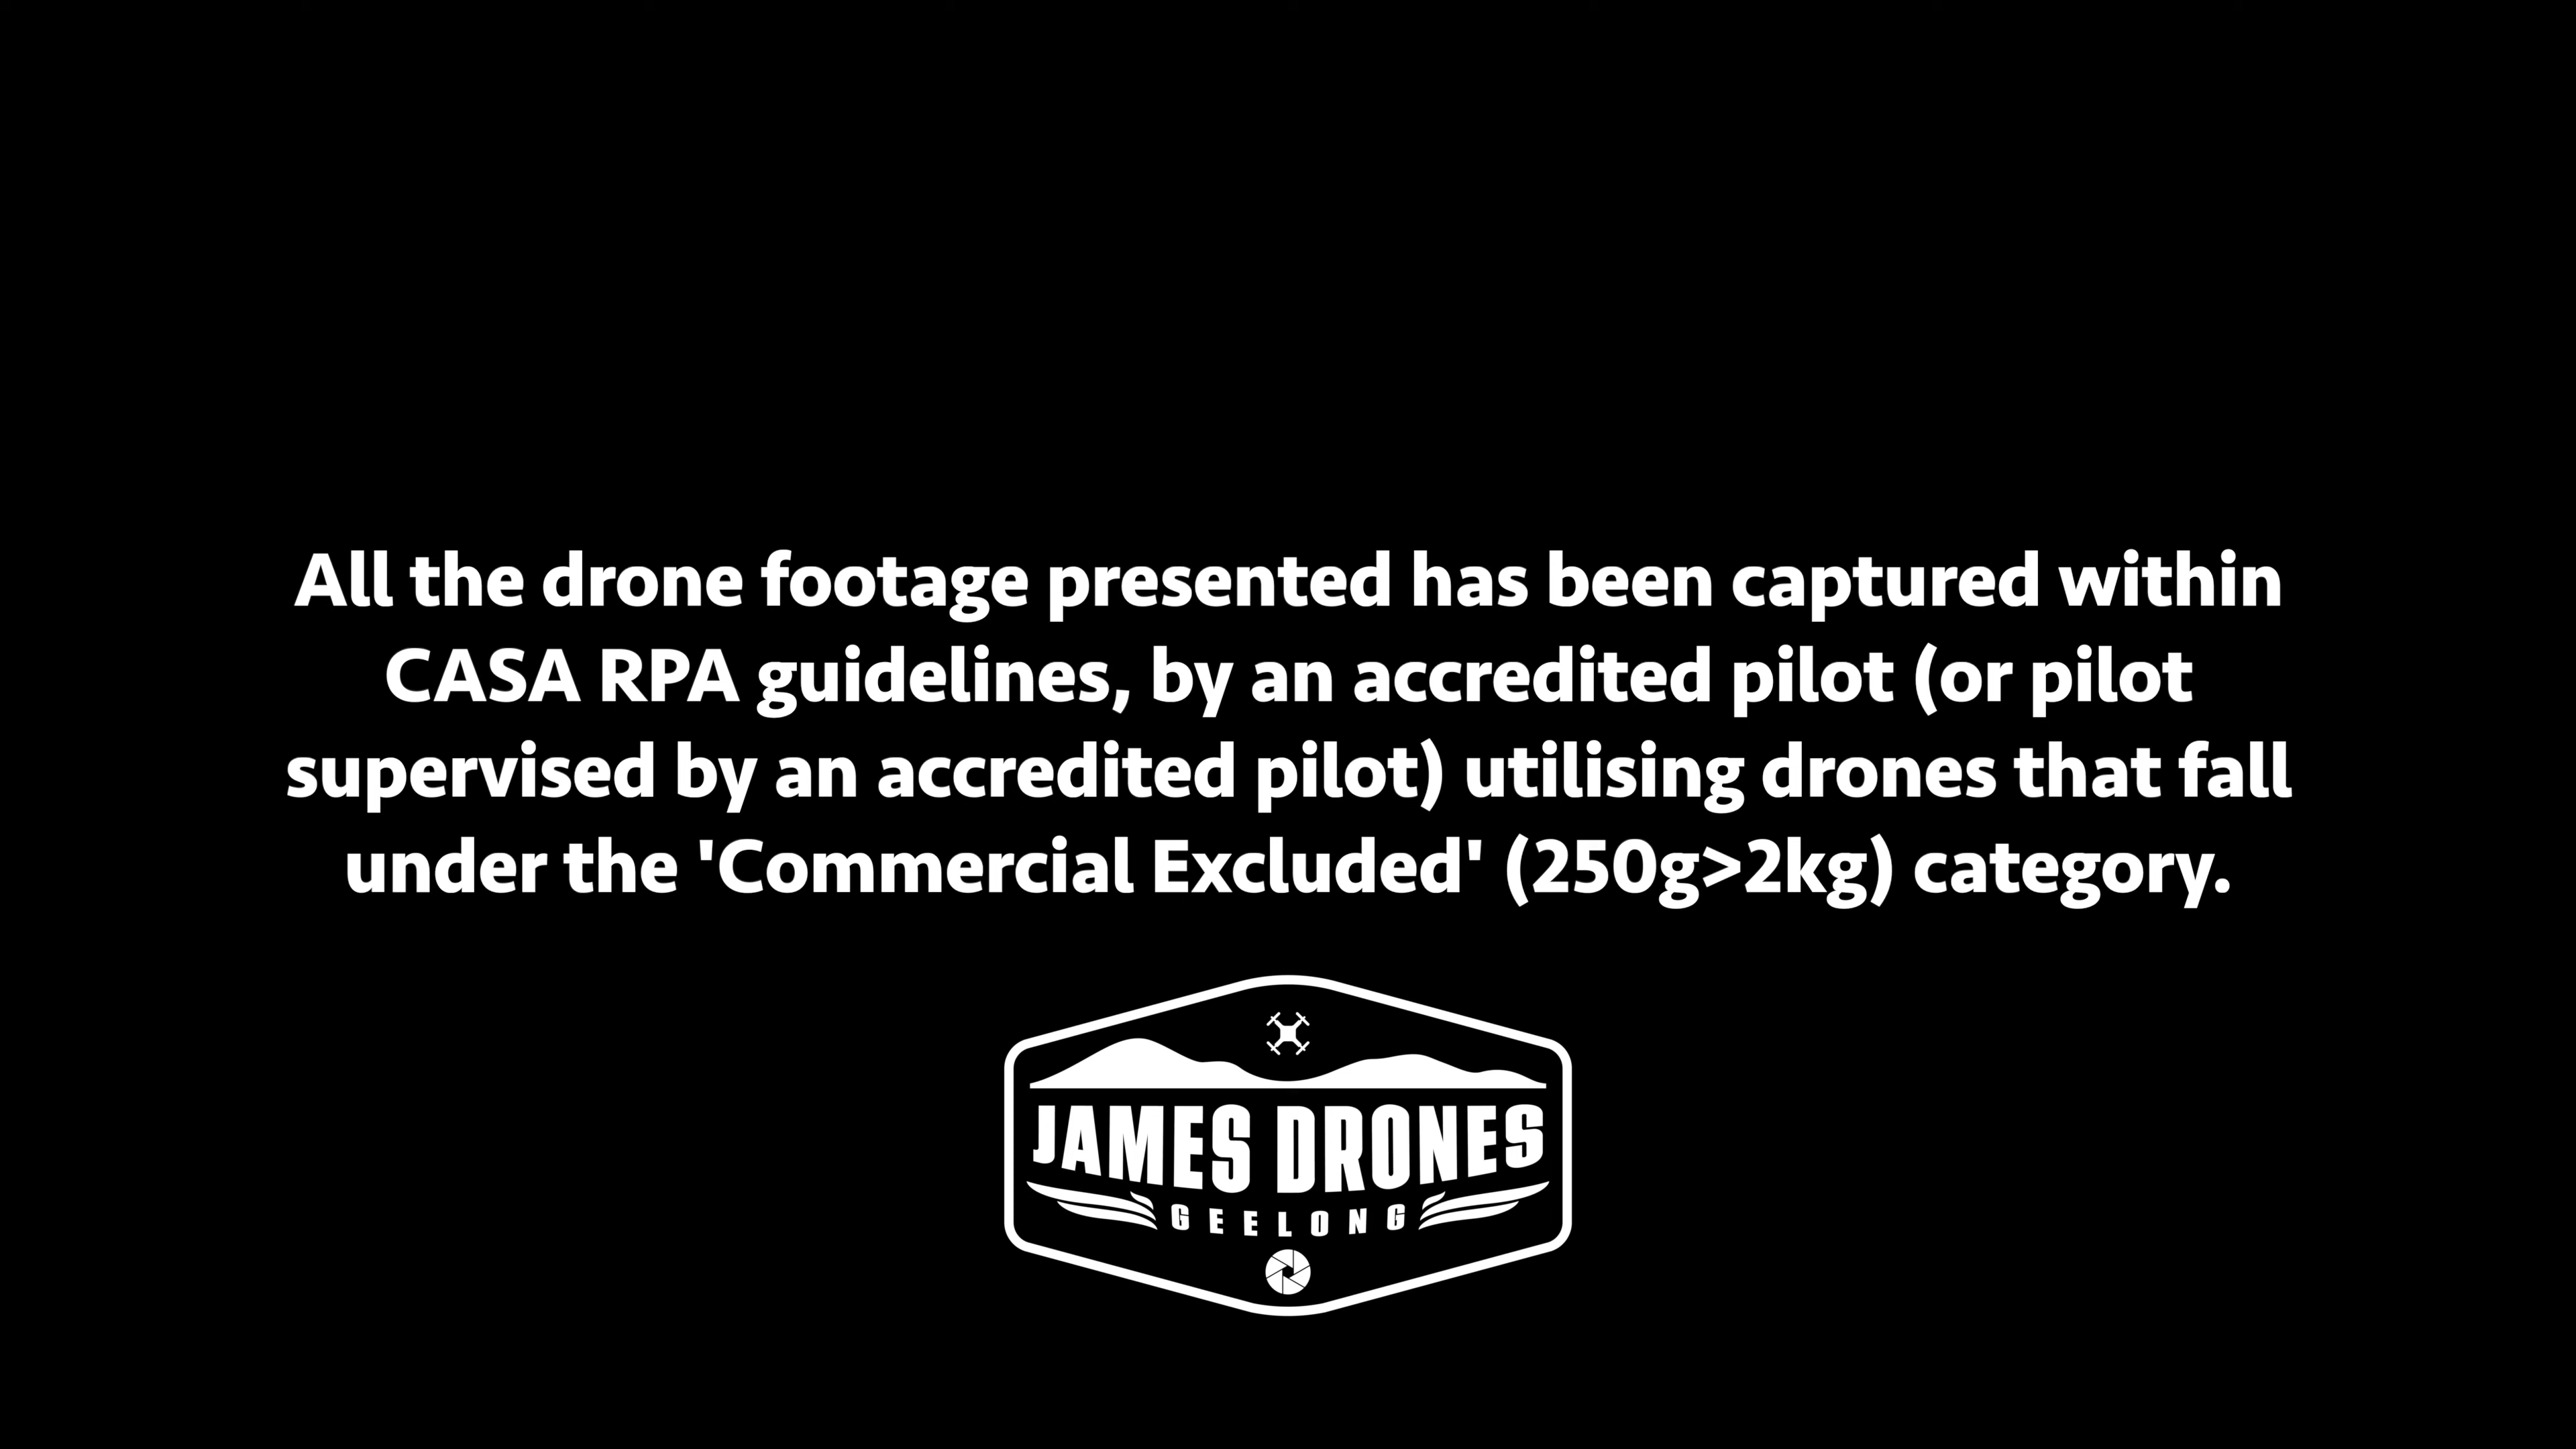 All the drone footage presented has been captured within
CASA RPA guidelines, by an accredited pilot (or pilot
supervised by an accredited pilot) utilising drones that fall
under the 'Commercial Excluded' (250g>2kg) category.
JAMES DRONES
GEELONG